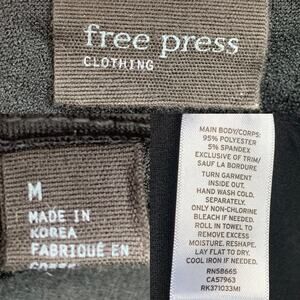 free press
CLOTHING
M
MADE IN
KOREA
FABRIQUÉ EN
MAIN BODY/CORPS:
95% POLYESTER
5% SPANDEX
EXCLUSIVE OF TRIM/
SAUF LA BORDURE
TURN GARMENT
INSIDE OUT.
HAND WASH COLD.
SEPARATELY.
ONLY NON-CHLORINE
BLEACH IF NEEDED.
ROLL IN TOWEL TO
REMOVE EXCESS
MOISTURE. RESHAPE.
LAY FLAT TO DRY.
COOL IRON IF NEEDED.
RN58665
CA57963
RK371033MI